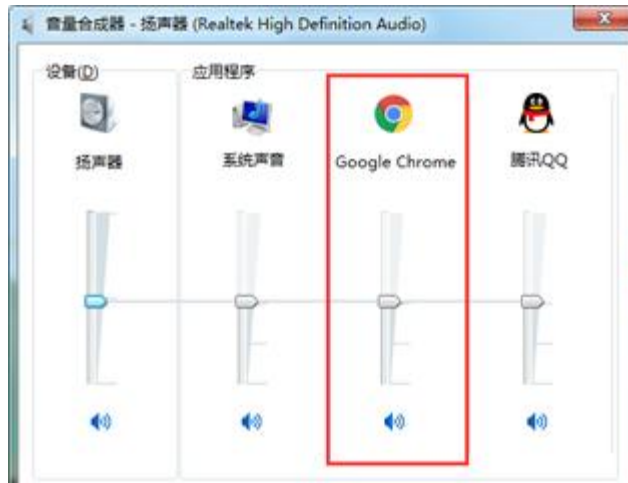 音量合成器 - 扬声器 (Realtek High Definition Audio)
设备(D)
应用程序
扬声器
系统声音
Google Chrome
腾讯QQ